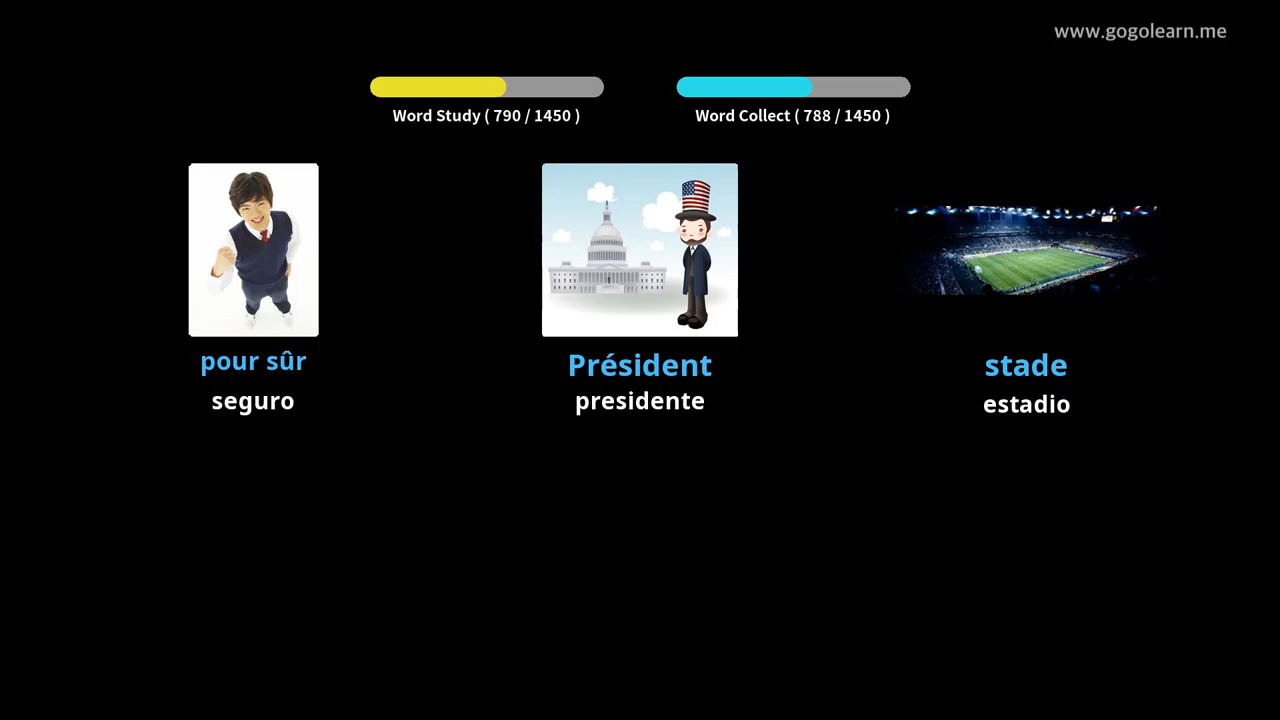 www.gogolearn.me
Word Study ( 790 / 1450 )
Word Collect ( 788 / 1450 )
pour sûr
seguro
Président
presidente
stade
estadio